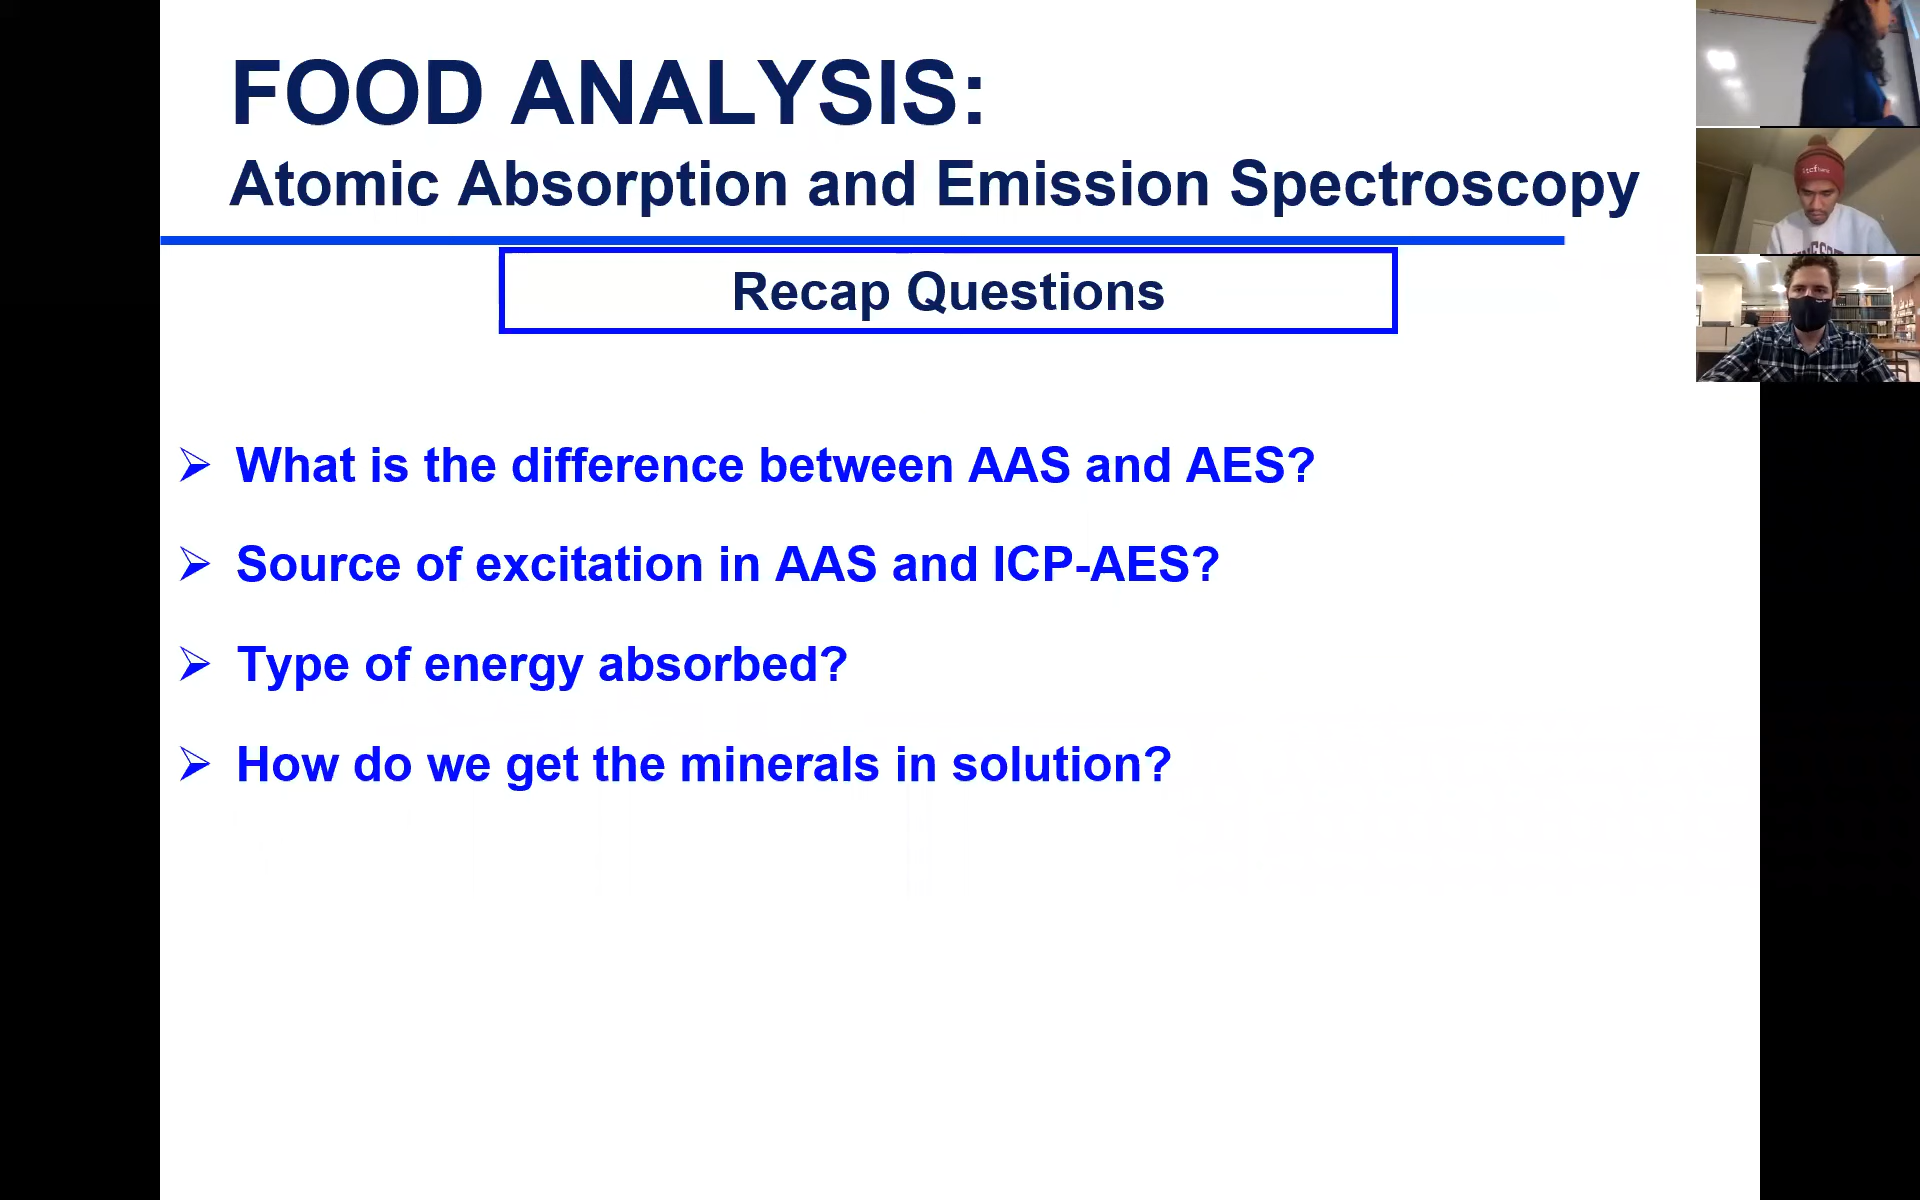 FOOD ANALYSIS:
Atomic Absorption and Emission Spectroscopy
Recap Questions
➢ What is the difference between AAS and AES?
➢ Source of excitation in AAS and ICP-AES?
➢ Type of energy absorbed?
➢ How do we get the minerals in solution?